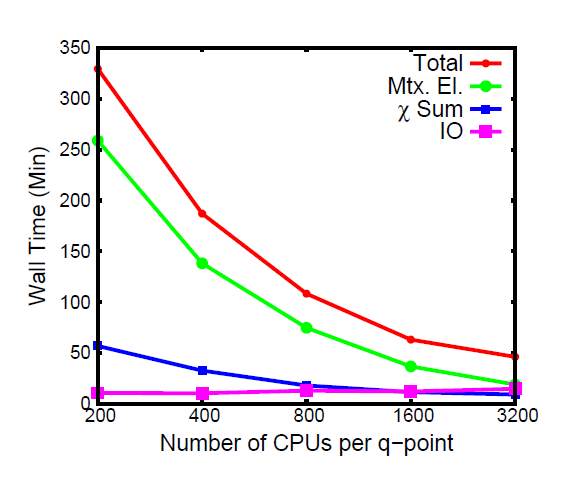 350
300
250
200
150
100
50
0
Wall Time (Min)
Total
Mtx. El.
χ Sum
IO
200 400 800 1600 3200
Number of CPUs per q−point